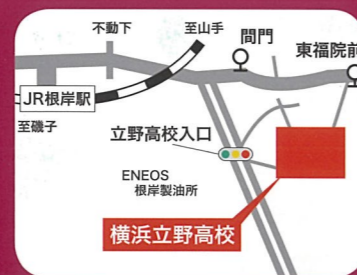 不動下
至山手
間門
東福院前
JR根岸駅
至磯子
立野高校入口
ENEOS
根岸製油所
横浜立野高校